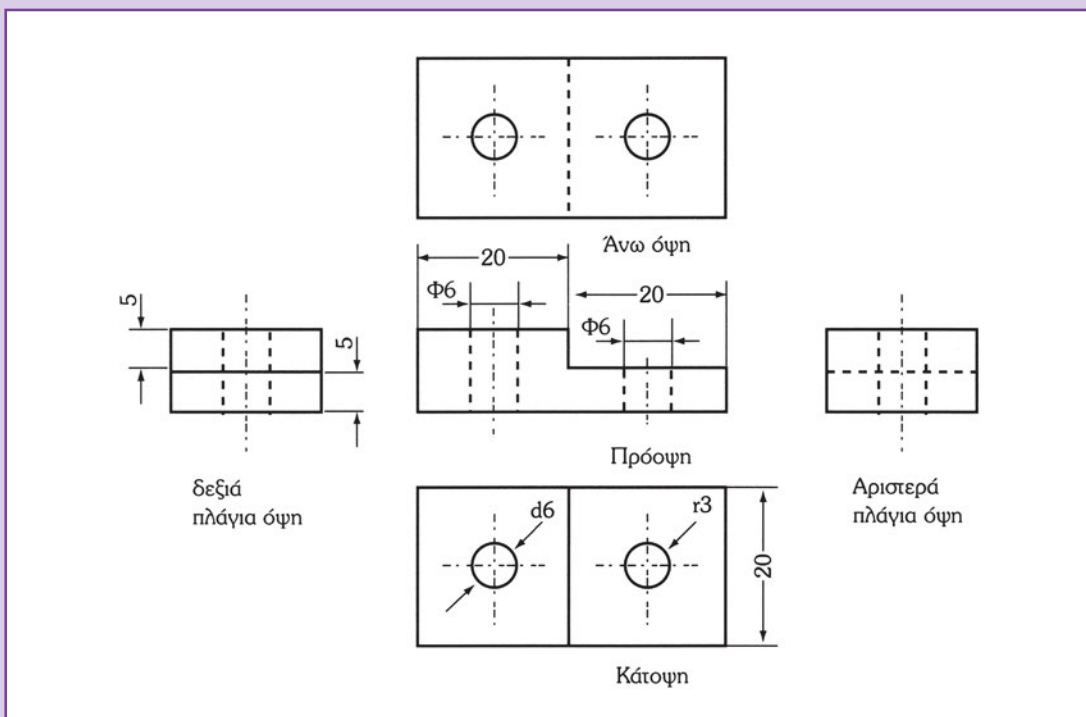 Άνω όψη
20
Φ6
20
Φ6
5
5
Πρόοψη
δεξιά
πλάγια όψη
Αριστερά
πλάγια όψη
d6
r3
20
Κάτοψη